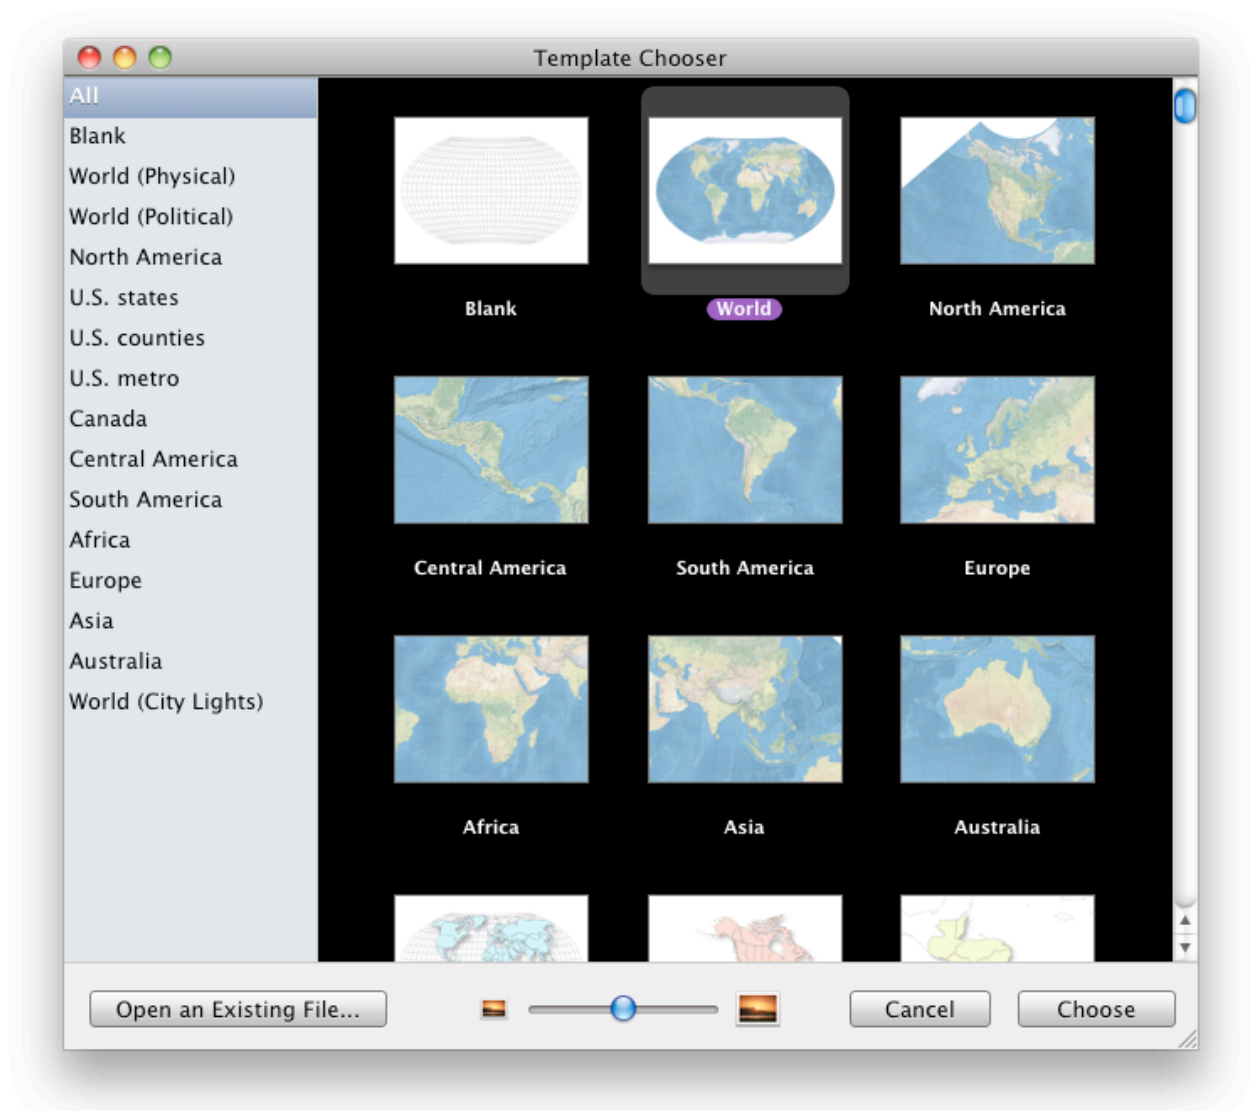 Template Chooser
All
Blank
World (Physical)
World (Political)
North America
U.S. states
U.S. counties
U.S. metro
Canada
Central America
South America
Africa
Europe
Asia
Australia
World (City Lights)
Blank
World
North America
Central America
South America
Europe
Africa
Asia
Australia
Open an Existing File...
Cancel
Choose